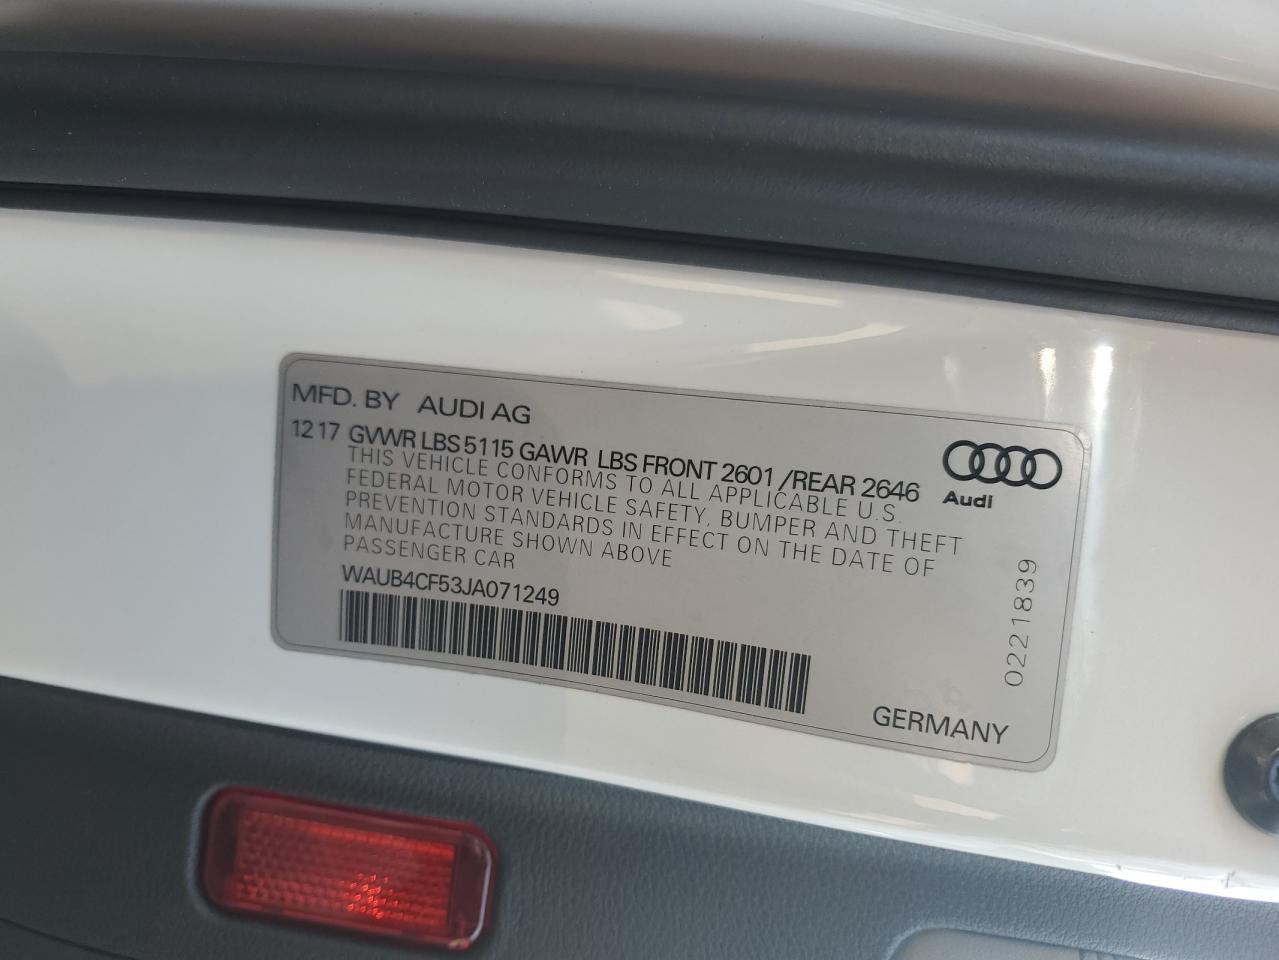 MFD. BY AUDI AG
12 17 GVWR LBS 5115 GAWR LBS FRONT 2601 /REAR 2646
THIS VEHICLE CONFORMS TO ALL APPLICABLE U.S.
FEDERAL MOTOR VEHICLE SAFETY, BUMPER AND THEFT
PREVENTION STANDARDS IN EFFECT ON THE DATE OF
MANUFACTURE SHOWN ABOVE
PASSENGER CAR
WAUB4CF53JA071249
Audi
0221839
GERMANY